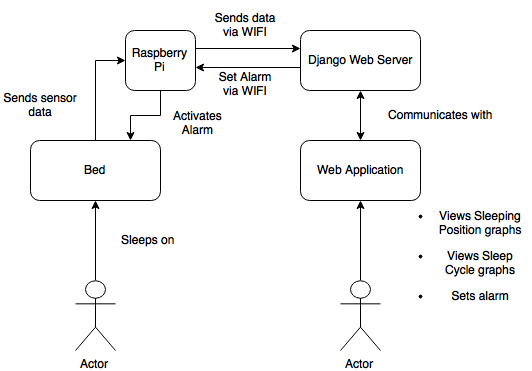 Sends data
via WIFI
Raspberry
Pi
Django Web Server
Set Alarm
via WIFI
Sends sensor
data
Activates
Alarm
Communicates with
Bed
Web Application
• Views Sleeping
Position graphs
Sleeps on
• Views Sleep
Cycle graphs
• Sets alarm
Actor
Actor